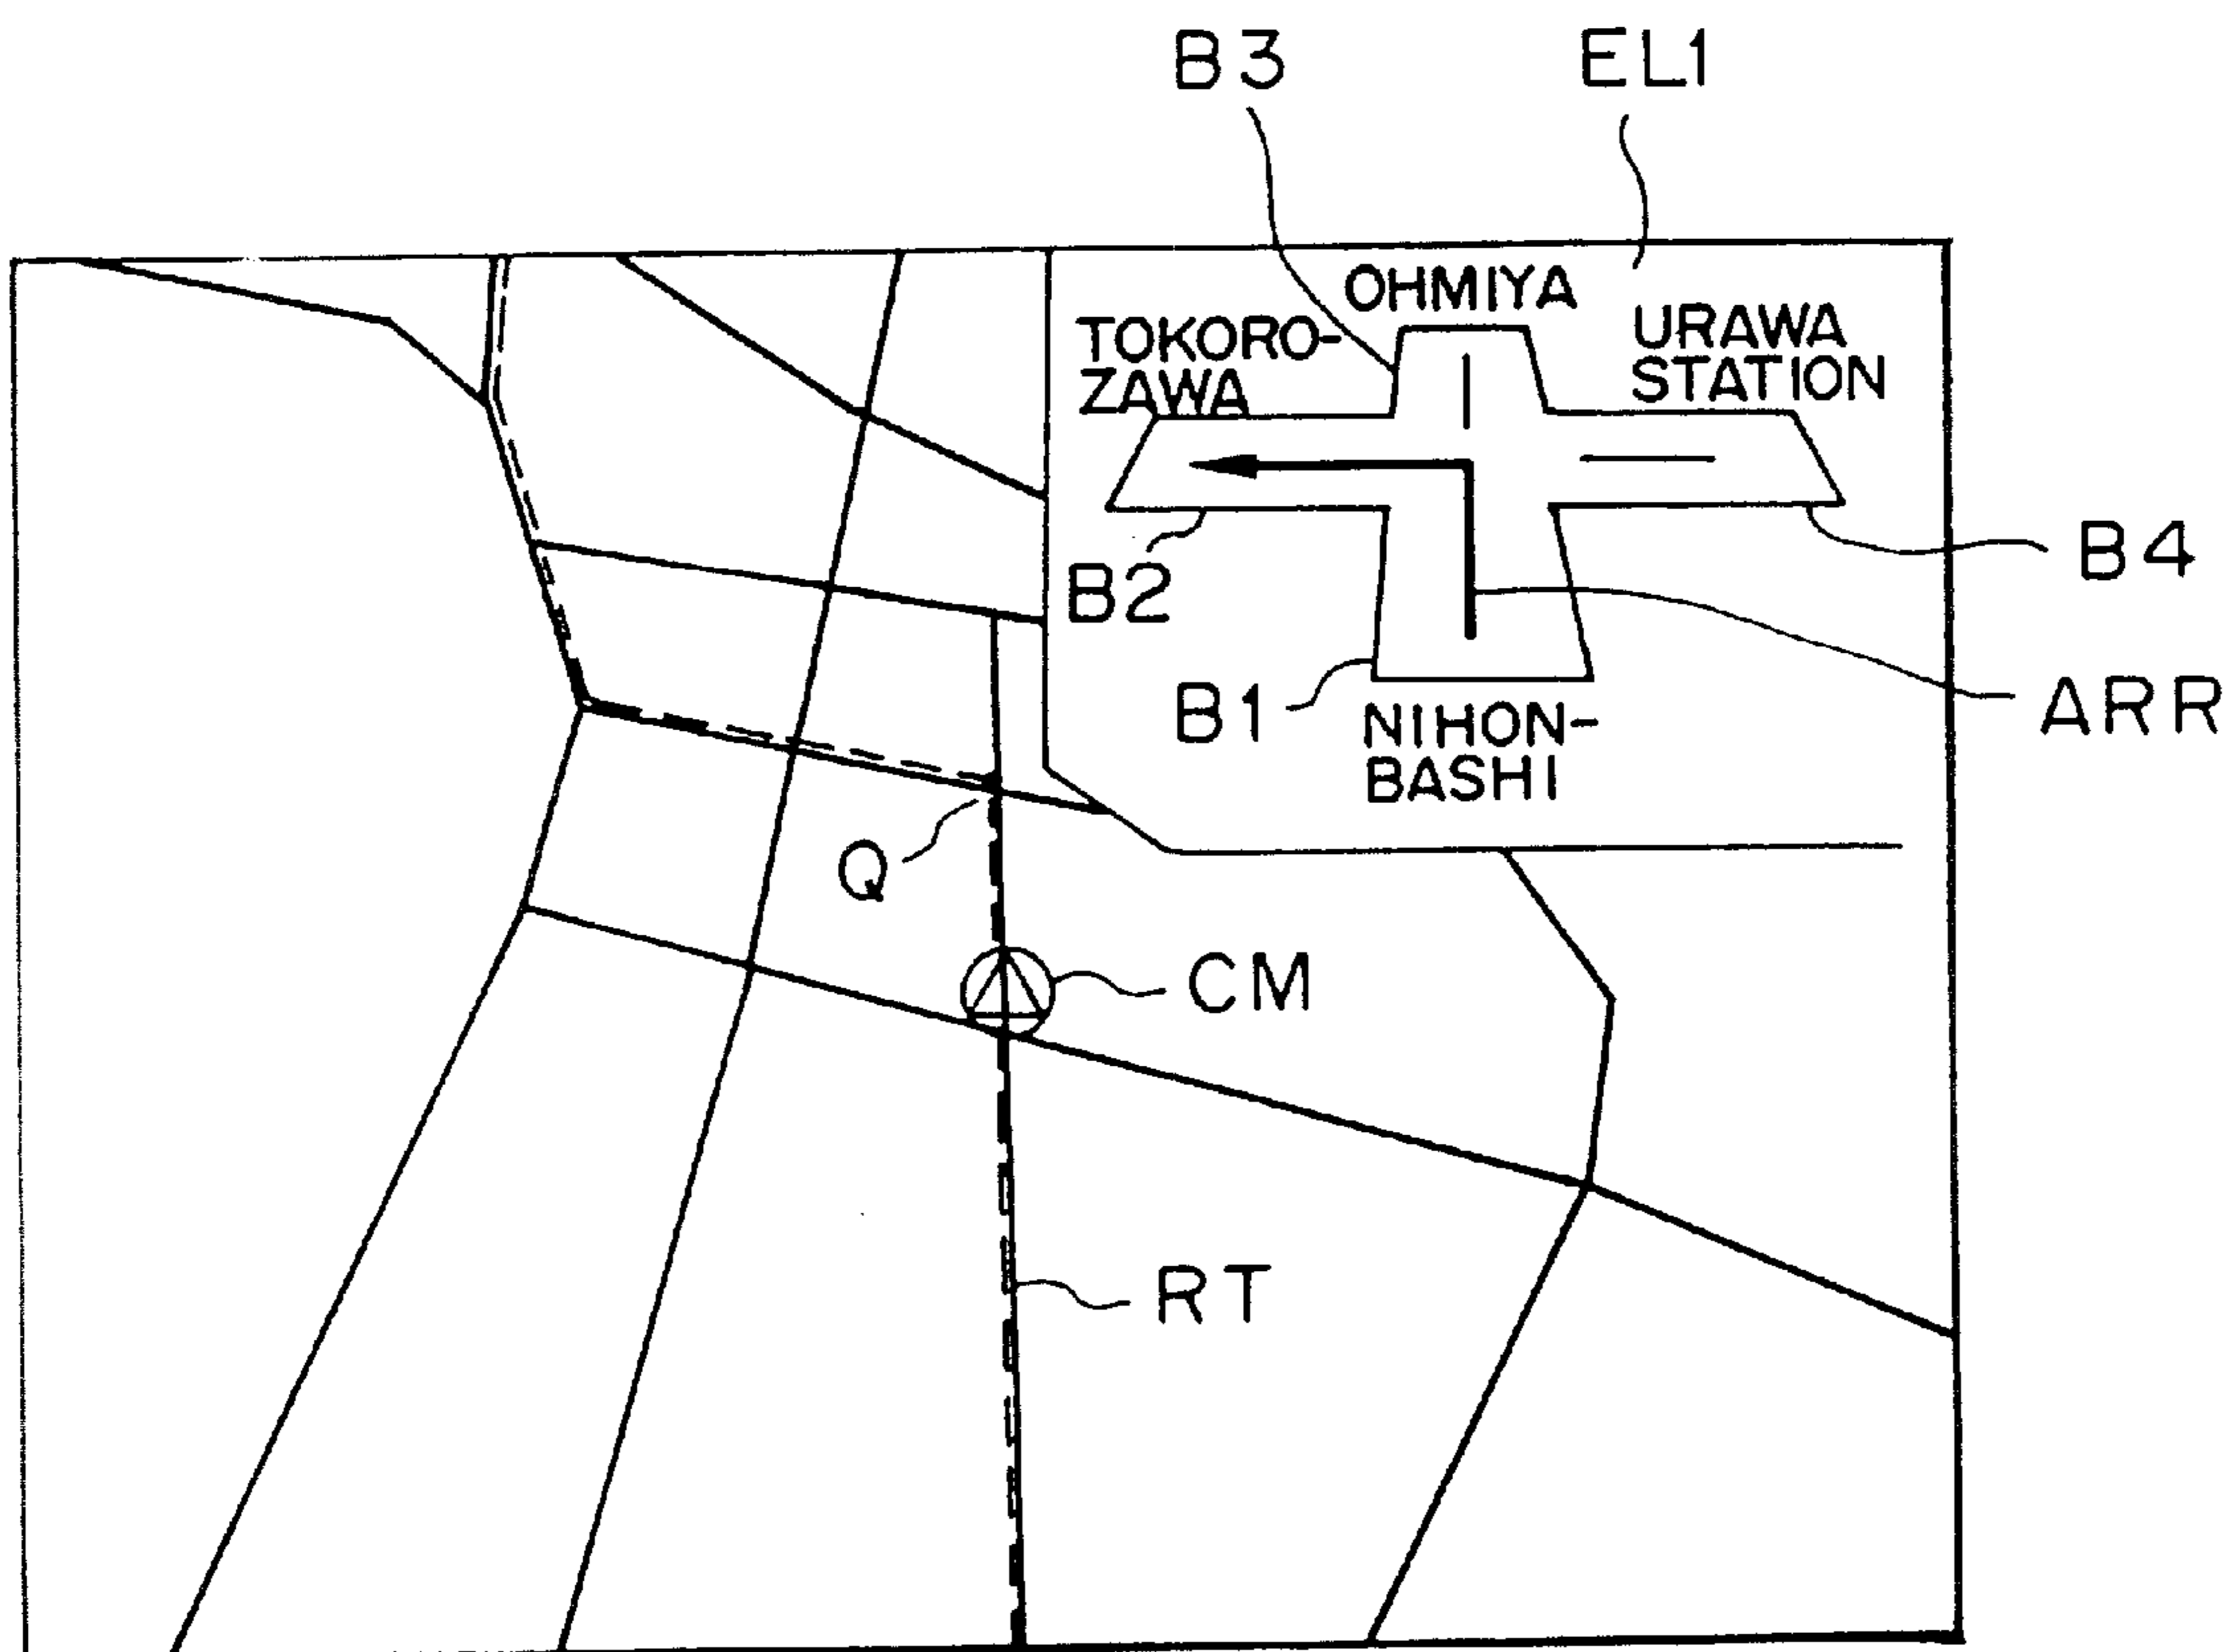 B3
EL1
OHMIYA
TOKORO-
ZAWA
URAWA
STATION
B2
B4
B1
NIHON-
BASHI
ARR
Q
CM
RT